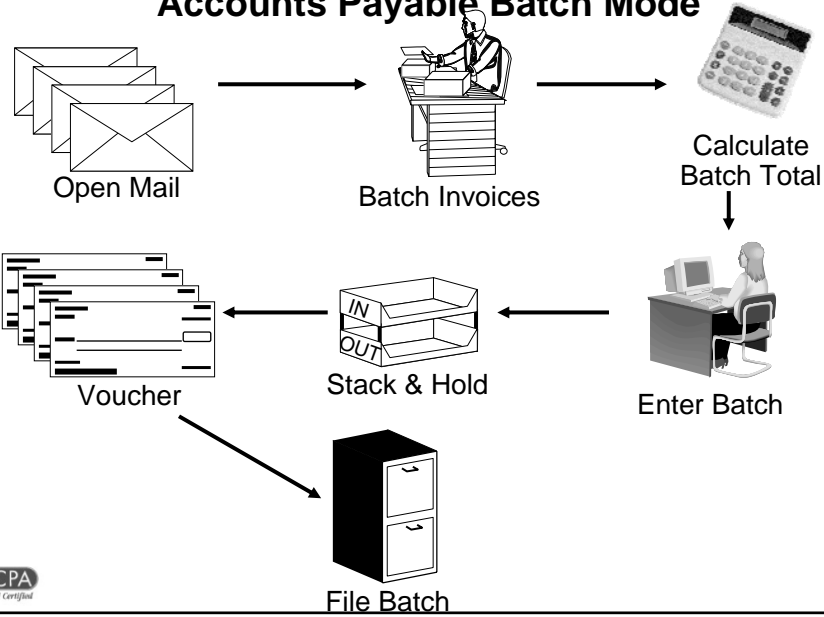 Accounts Payable Batch Mode
Open Mail
Batch Invoices
Calculate
Batch Total
IN
OUT
Voucher
Stack & Hold
Enter Batch
File Batch
CPA
Certified